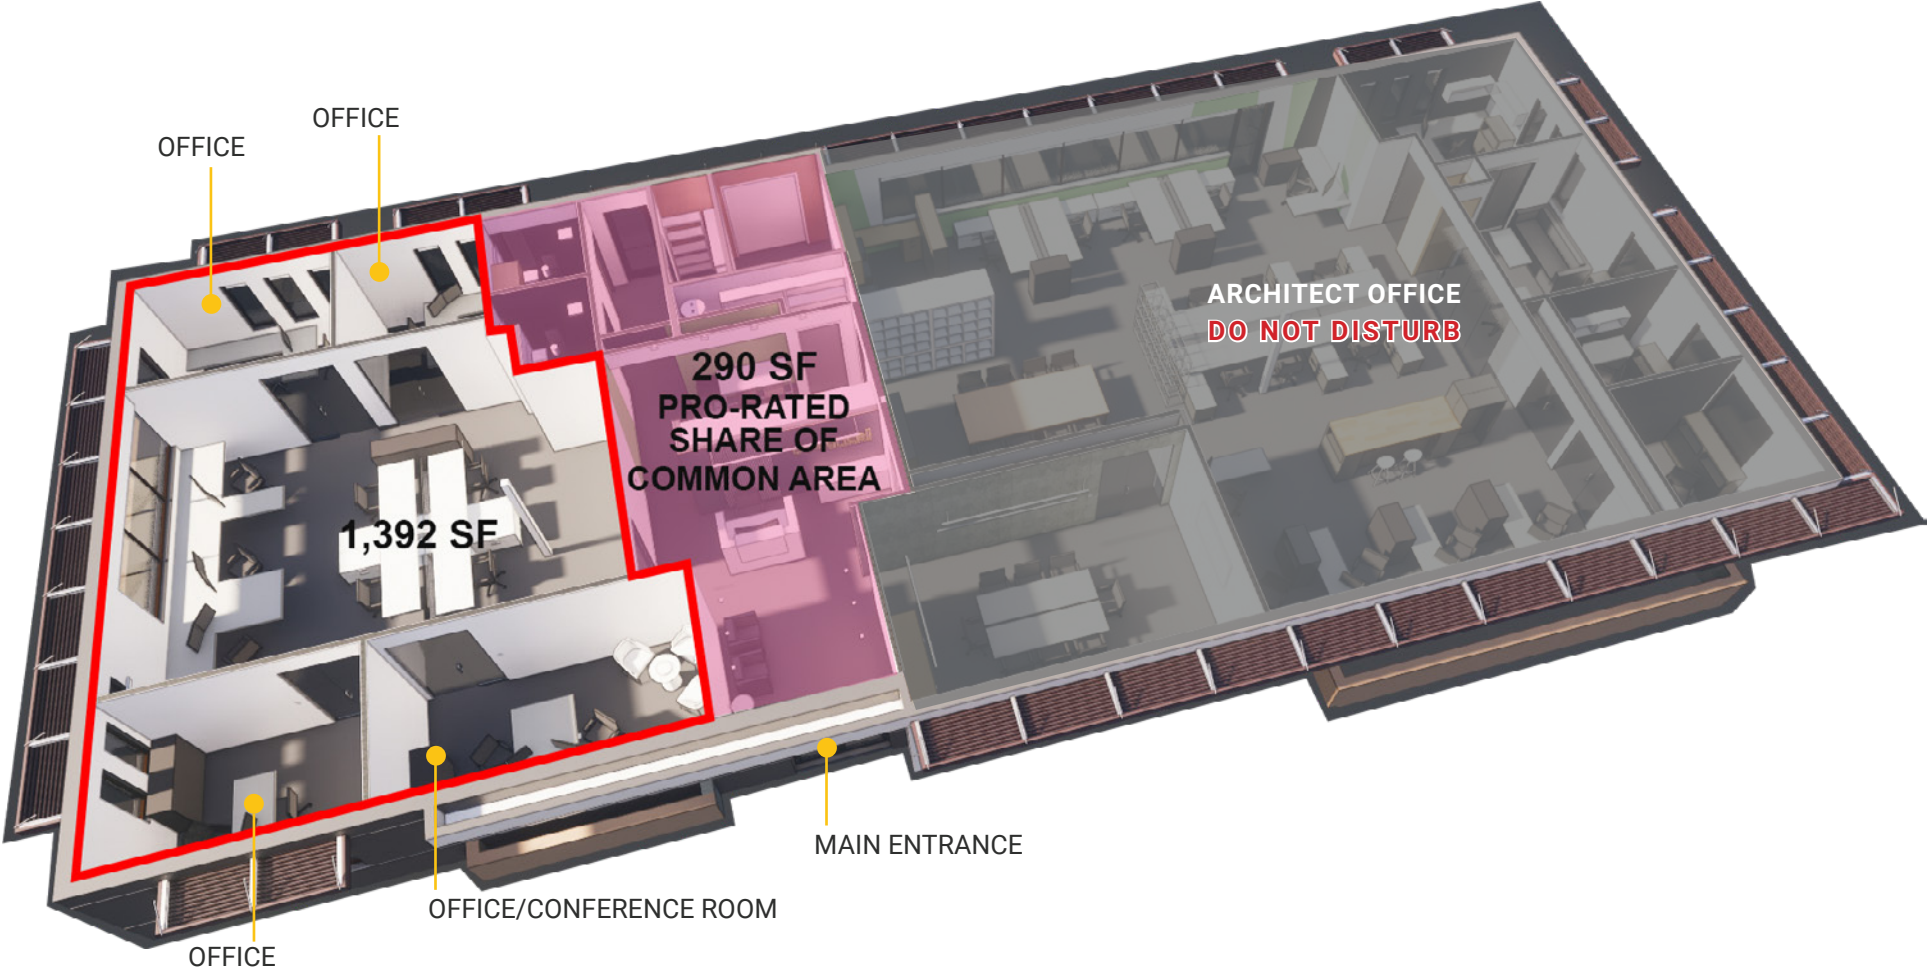 OFFICE
OFFICE
ARCHITECT OFFICE
DO NOT DISTURB
290 SF
PRO-RATED
SHARE OF
COMMON AREA
1,392 SF
MAIN ENTRANCE
OFFICE/CONFERENCE ROOM
OFFICE